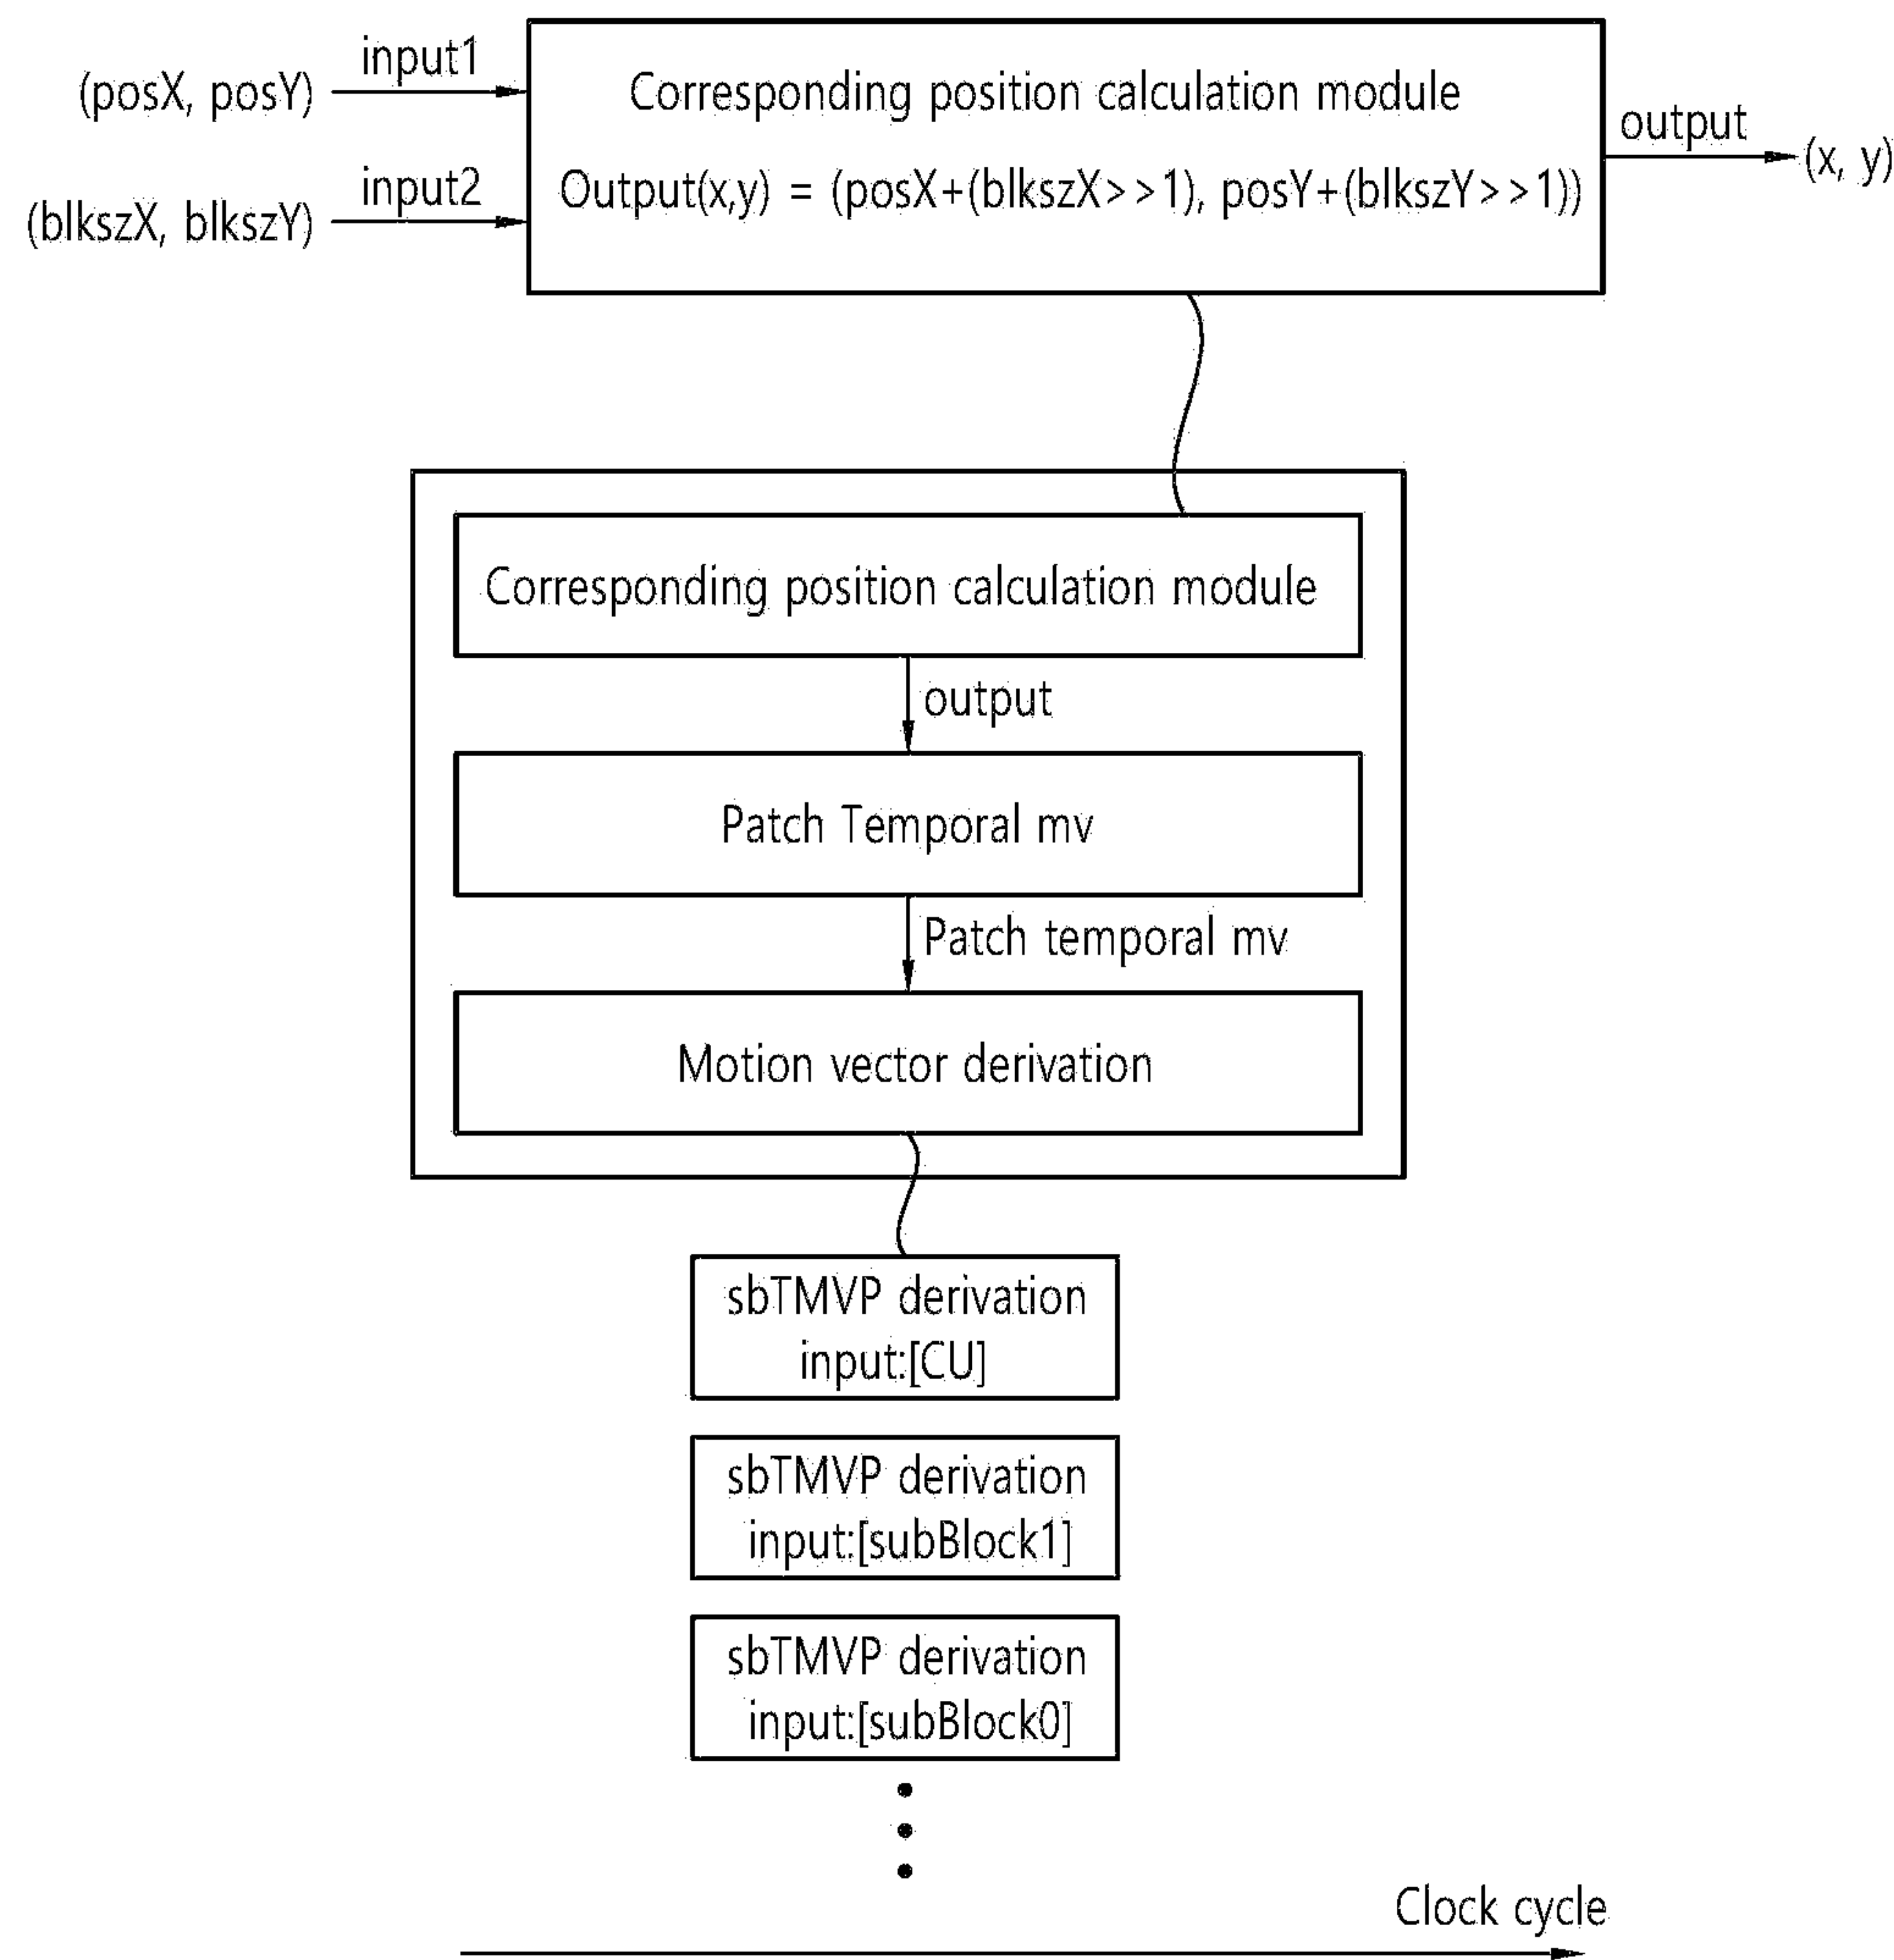 input1
(posX, posY)
Corresponding position calculation module
output
(x, y)
input2
(blkszX, blkszY)
Output(x,y) = (posX+(blkszX>>1), posY+(blkszY>>1))
Corresponding position calculation module
output
Patch Temporal mv
Patch temporal mv
Motion vector derivation
sbTMVP derivation
input:[CU]
sbTMVP derivation
input:[subBlock1]
sbTMVP derivation
input:[subBlock0]
Clock cycle